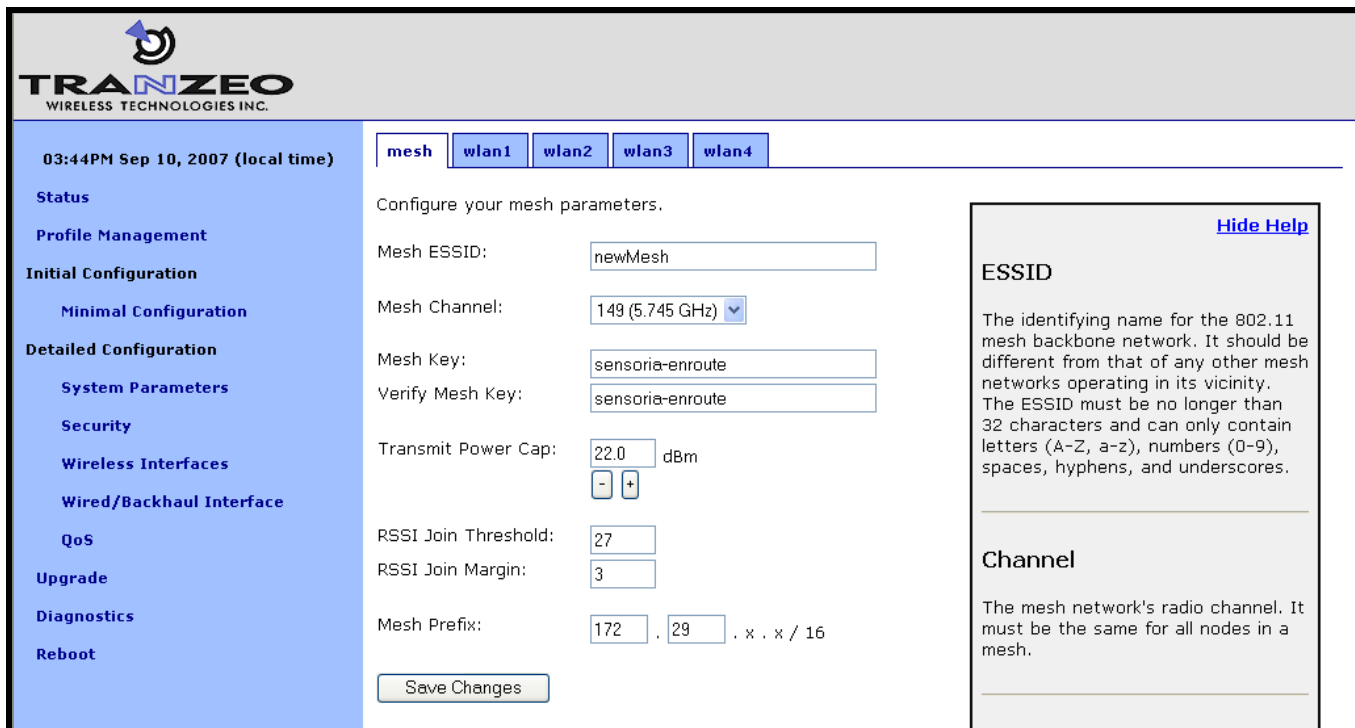 TRANZEO
WIRELESS TECHNOLOGIES INC.
03:44PM Sep 10, 2007 (local time)
Status
Profile Management
Initial Configuration
Minimal Configuration
Detailed Configuration
System Parameters
Security
Wireless Interfaces
Wired/Backhaul Interface
QoS
Upgrade
Diagnostics
Reboot
mesh wlan1 wlan2 wlan3 wlan4
Configure your mesh parameters.
Mesh ESSID: newMesh
Mesh Channel: 149 (5.745 GHz)
Mesh Key: sensoria-enroute
Verify Mesh Key: sensoria-enroute
Transmit Power Cap: 22.0 dBm
- +
RSSI Join Threshold: 27
RSSI Join Margin: 3
Mesh Prefix: 172 . 29 . x . x / 16
Save Changes
Hide Help
ESSID
The identifying name for the 802.11
mesh backbone network. It should be
different from that of any other mesh
networks operating in its vicinity.
The ESSID must be no longer than
32 characters and can only contain
letters (A-Z, a-z), numbers (0-9),
spaces, hyphens, and underscores.
Channel
The mesh network's radio channel. It
must be the same for all nodes in a
mesh.